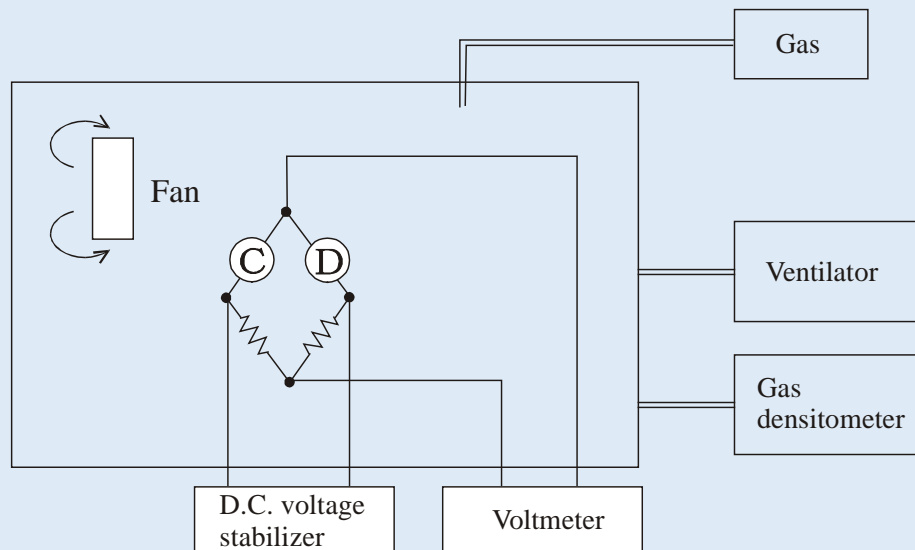 Gas
Fan
C
D
Ventilator
Gas
densitometer
D.C. voltage
stabilizer
Voltmeter